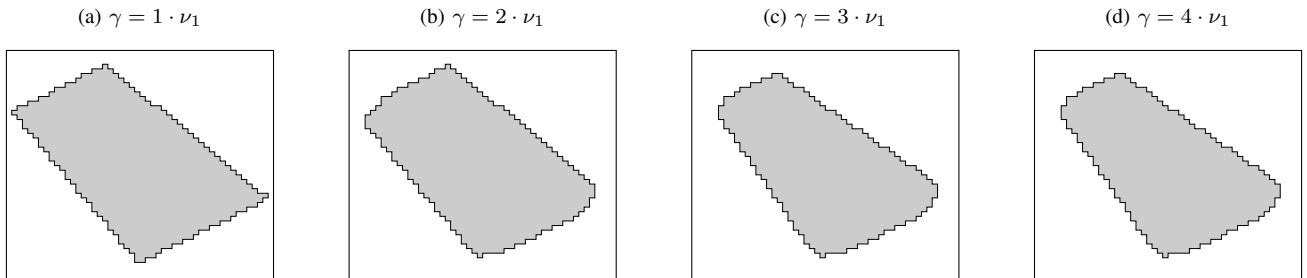 (a) γ = 1 · ν₁
(b) γ = 2 · ν₁
(c) γ = 3 · ν₁
(d) γ = 4 · ν₁